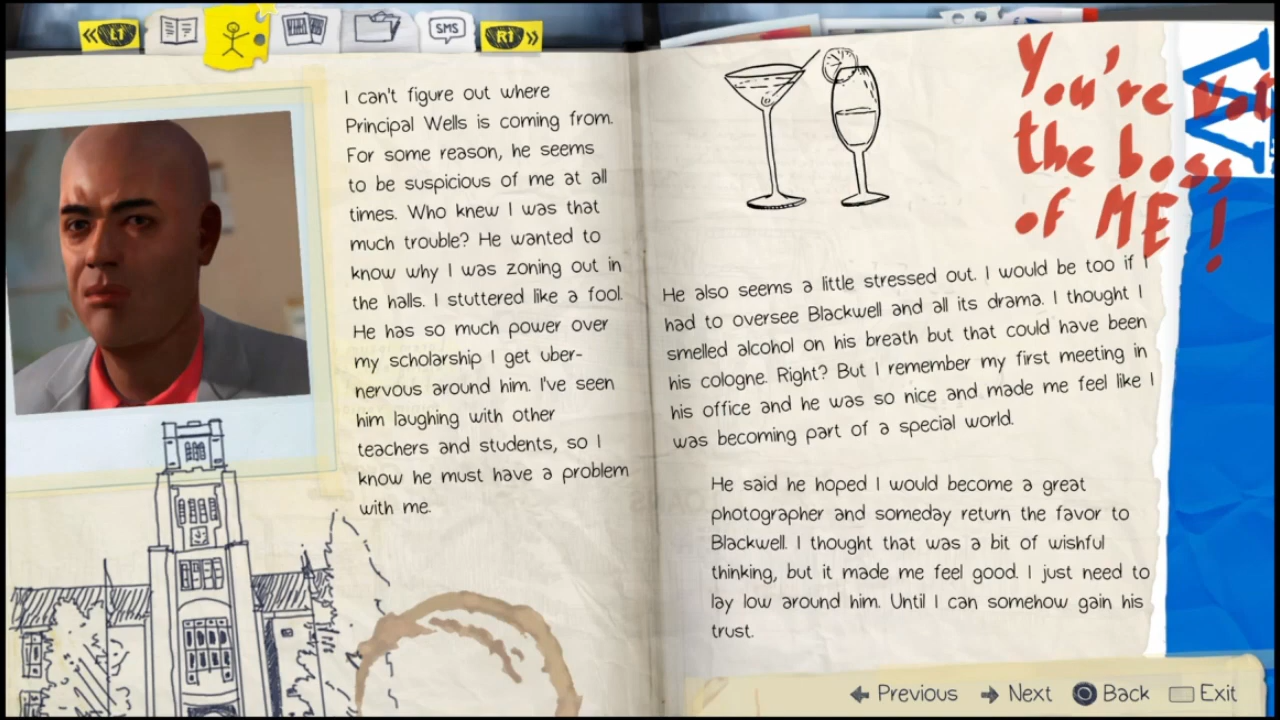 L1
SMS
R1
I can't figure out where
Principal Wells is coming from.
For some reason, he seems
to be suspicious of me at all
times. Who knew I was that
much trouble? He wanted to
know why I was zoning out in
the halls. I stuttered like a fool.
He has so much power over
my scholarship I get uber-
nervous around him. I've seen
him laughing with other
teachers and students, so I
know he must have a problem
with me.
You're not
the boss
of ME!
W
He also seems a little stressed out. I would be too if I
had to oversee Blackwell and all its drama. I thought I
smelled alcohol on his breath but that could have been
his cologne. Right? But I remember my first meeting in
his office and he was so nice and made me feel like I
was becoming part of a special world.
He said he hoped I would become a great
photographer and someday return the favor to
Blackwell. I thought that was a bit of wishful
thinking, but it made me feel good. I just need to
lay low around him. Until I can somehow gain his
trust.
Previous Next Back Exit